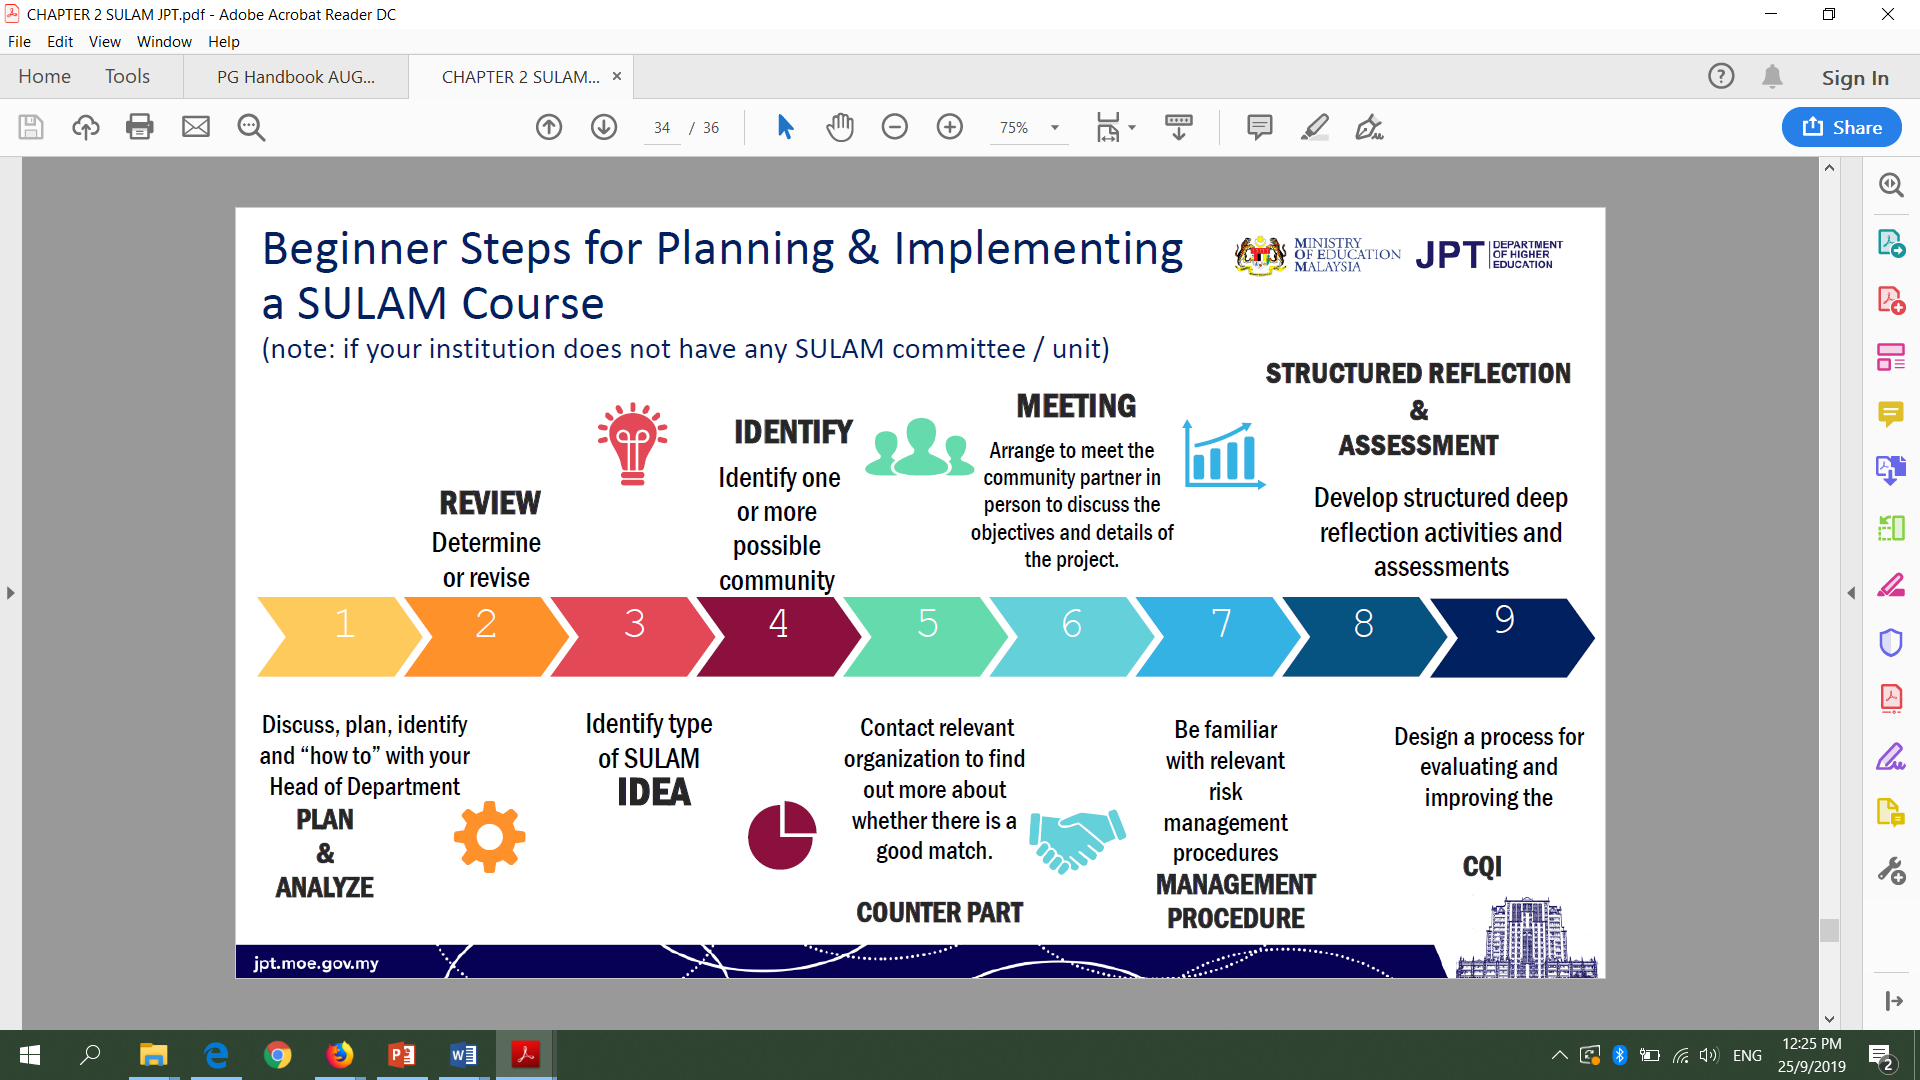 CHAPTER 2 SULAM JPT.pdf - Adobe Acrobat Reader DC
File Edit View Window Help
Home Tools PG Handbook AUG... CHAPTER 2 SULAM... × ? Sign In
34 / 36 75% Share
Beginner Steps for Planning & Implementing
a SULAM Course
(note: if your institution does not have any SULAM committee / unit)
MINISTRY
OF EDUCATION
MALAYSIA
JPT
DEPARTMENT
OF HIGHER
EDUCATION
REVIEW
Determine
or revise
IDENTIFY
Identify one
or more
possible
community
MEETING
Arrange to meet the
community partner in
person to discuss the
objectives and details of
the project.
STRUCTURED REFLECTION
&
ASSESSMENT
Develop structured deep
reflection activities and
assessments
1 2 3 4 5 6 7 8 9
Discuss, plan, identify
and “how to” with your
Head of Department
PLAN
&
ANALYZE
Identify type
of SULAM
IDEA
Contact relevant
organization to find
out more about
whether there is a
good match.
COUNTER PART
Be familiar
with relevant
risk
management
procedures
MANAGEMENT
PROCEDURE
Design a process for
evaluating and
improving the
CQI
jpt.moe.gov.my
ENG
12:25 PM
25/9/2019
2